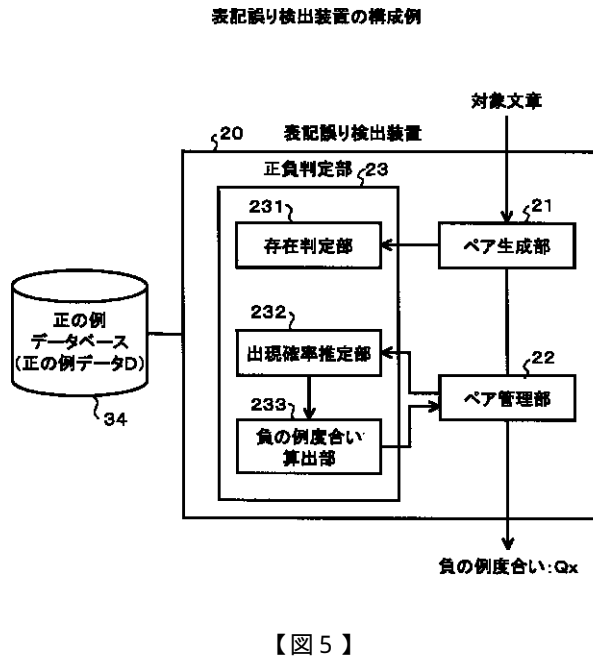 表記誤り検出装置の構成例
対象文章
20
表記誤り検出装置
正負判定部
23
231
存在判定部
21
ペア生成部
正の例
データベース
(正の例データD)
34
232
出現確率推定部
22
ペア管理部
233
負の例度合い
算出部
負の例度合い:Qx
【図5】